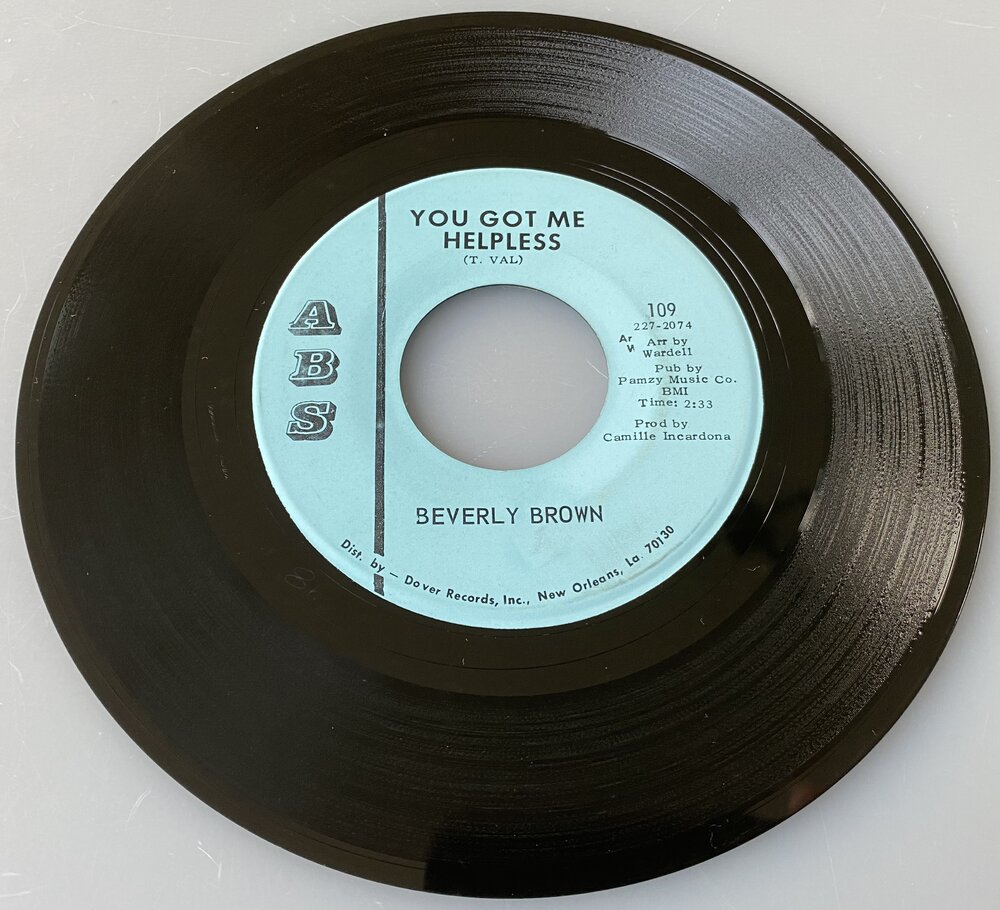 YOU GOT ME
HELPLESS
(T. VAL)
A
B
S
109
227-2074
Arr by
Wardell
Pub by
Pamzy Music Co.
BMI
Time: 2:33
Prod by
Camille Incardona
BEVERLY BROWN
Dist. by — Dover Records, Inc., New Orleans, La. 70130